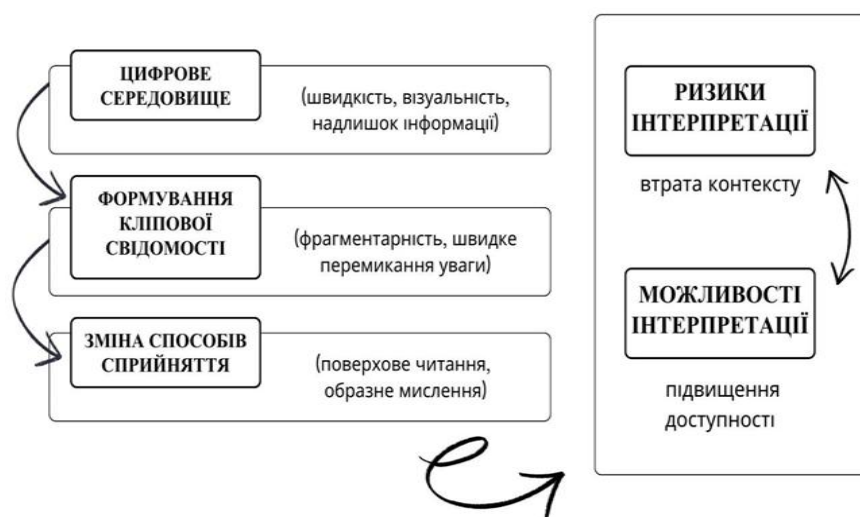 ЦИФРОВЕ
СЕРЕДОВИЩЕ
(швидкість, візуальність,
надлишок інформації)
ФОРМУВАННЯ
КЛІПОВОЇ
СВІДОМОСТІ
(фрагментарність, швидке
перемикання уваги)
ЗМІНА СПОСОБІВ
СПРИЙНЯТТЯ
(поверхове читання,
образне мислення)
РИЗИКИ
ІНТЕРПРЕТАЦІЇ
втрата контексту
МОЖЛИВОСТІ
ІНТЕРПРЕТАЦІЇ
підвищення
доступності